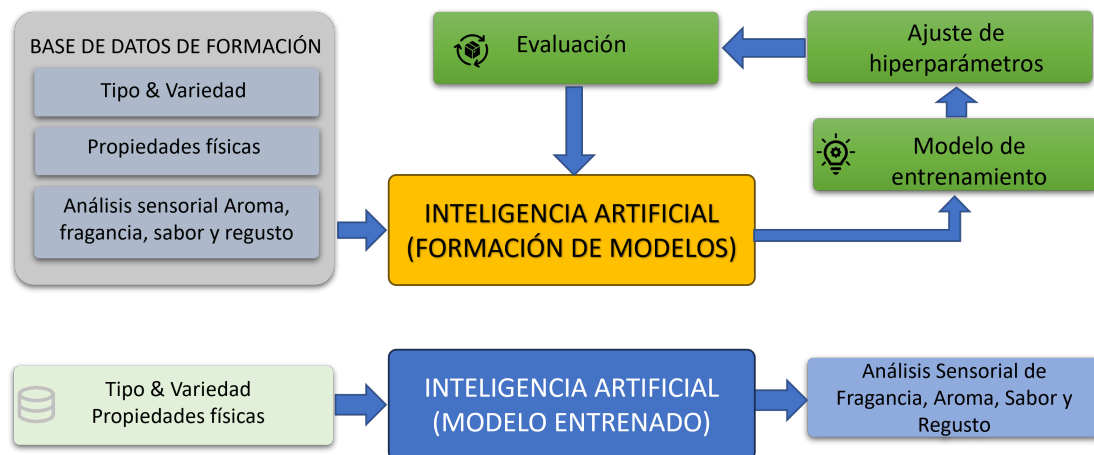 BASE DE DATOS DE FORMACIÓN
Tipo & Variedad
Propiedades físicas
Análisis sensorial Aroma,
fragancia, sabor y regusto
Evaluación
Ajuste de
hiperparámetros
Modelo de
entrenamiento
INTELIGENCIA ARTIFICIAL
(FORMACIÓN DE MODELOS)
Tipo & Variedad
Propiedades físicas
INTELIGENCIA ARTIFICIAL
(MODELO ENTRENADO)
Análisis Sensorial de
Fragancia, Aroma, Sabor y
Regusto